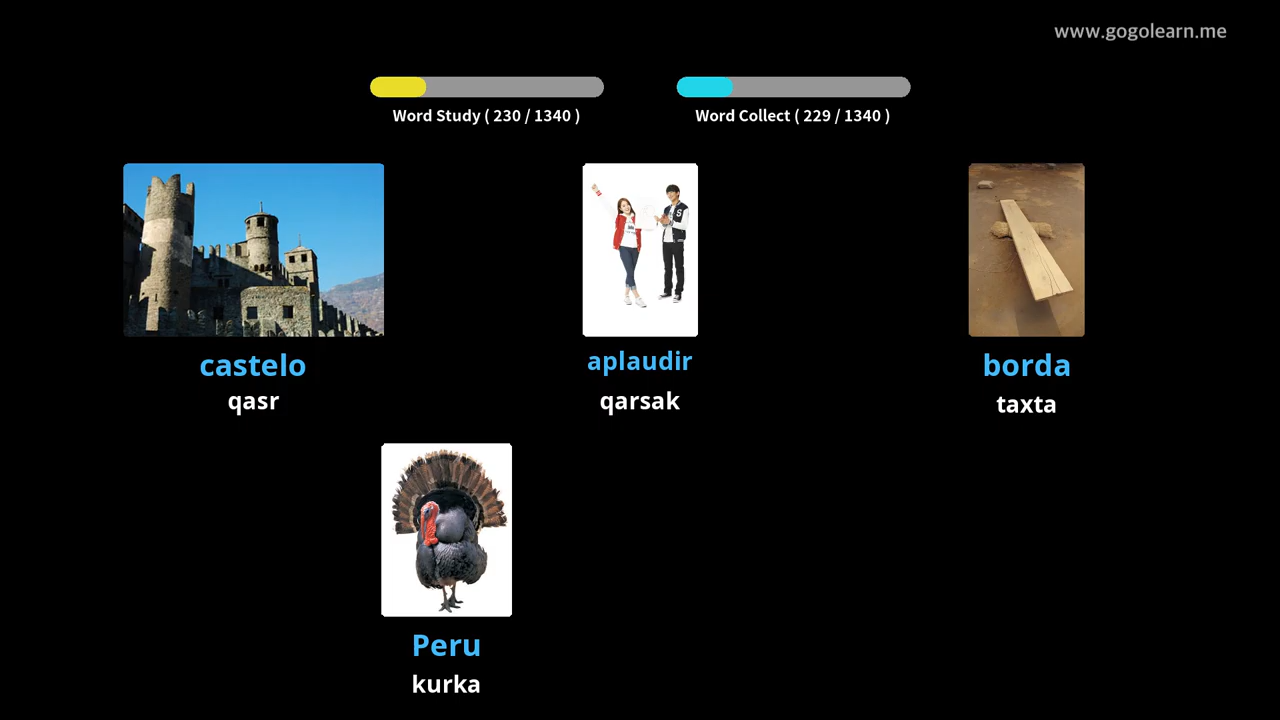 www.gogolearn.me
Word Study ( 230 / 1340 )
Word Collect ( 229 / 1340 )
castelo
qasr
aplaudir
qarsak
borda
taxta
Peru
kurka